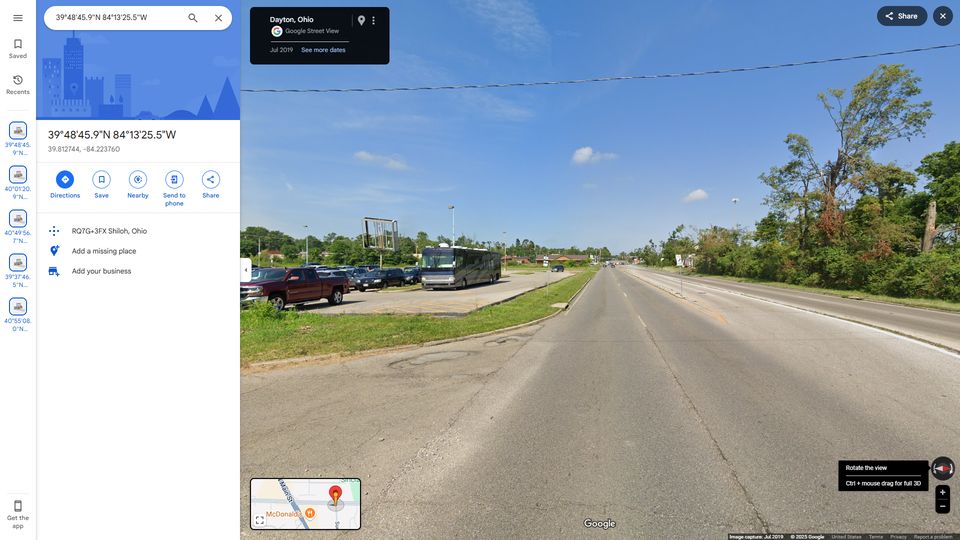 39°48'45.9"N 84°13'25.5"W
Saved
Recents
39°48'45.
9"N...
40°01'20.
9"N...
40°49'56.
7"N...
39°37'46.
5"N...
40°55'08.
0"N...
Get the
app
39°48'45.9"N 84°13'25.5"W
39.812744, -84.223760
Directions
Save
Nearby
Send to
phone
Share
RQ7G+3FX Shiloh, Ohio
Add a missing place
Add your business
Dayton, Ohio
Google Street View
Jul 2019 See more dates
Share
N Main St
McDonald's
Rotate the view
Ctrl + mouse drag for full 3D
Google
Image capture: Jul 2019 © 2025 Google United States Terms Privacy Report a problem